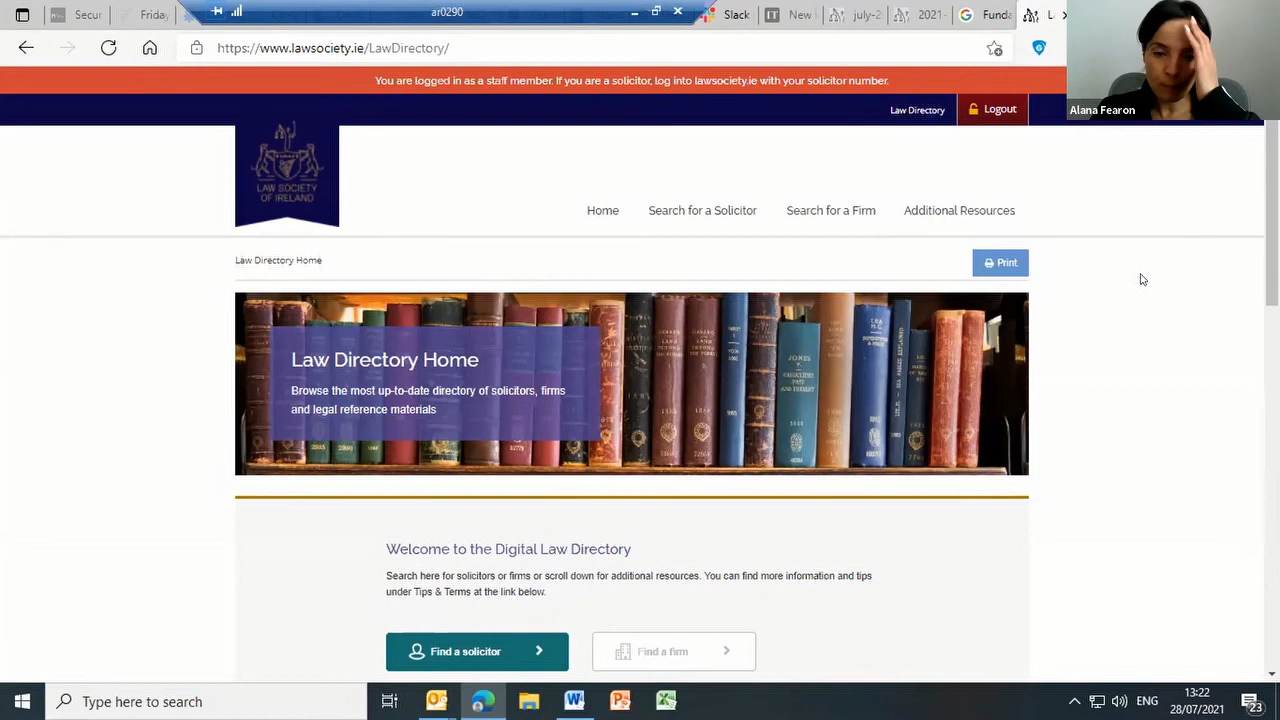 Secu
Friday
ar0290
Slack
New
july-2
2021-
Funda
L
https://www.lawsociety.ie/LawDirectory/
You are logged in as a staff member. If you are a solicitor, log into lawsociety.ie with your solicitor number.
Alana Fearon
Law Directory
Logout
LAW SOCIETY
OF IRELAND
Home
Search for a Solicitor
Search for a Firm
Additional Resources
Law Directory Home
Print
Law Directory Home
Browse the most up-to-date directory of solicitors, firms
and legal reference materials
JONES
Welcome to the Digital Law Directory
Search here for solicitors or firms or scroll down for additional resources. You can find more information and tips
under Tips & Terms at the link below.
Find a solicitor
Find a firm
Type here to search
ENG
13:22
28/07/2021
23